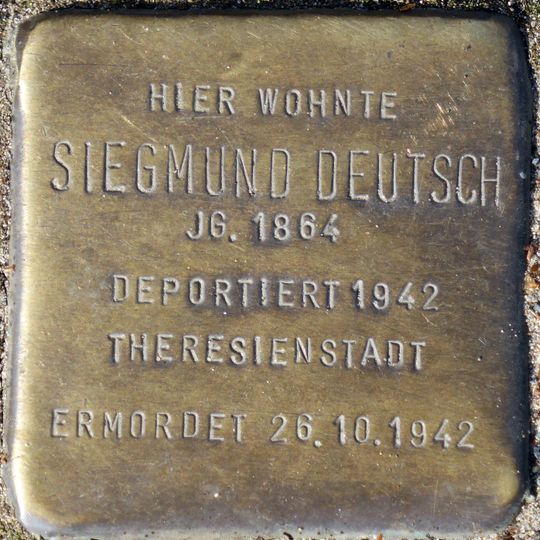 HIER WOHNTE
SIEGMUND DEUTSCH
JG. 1864
DEPORTIERT 1942
THERESIENSTADT
ERMORDET 26.10.1942